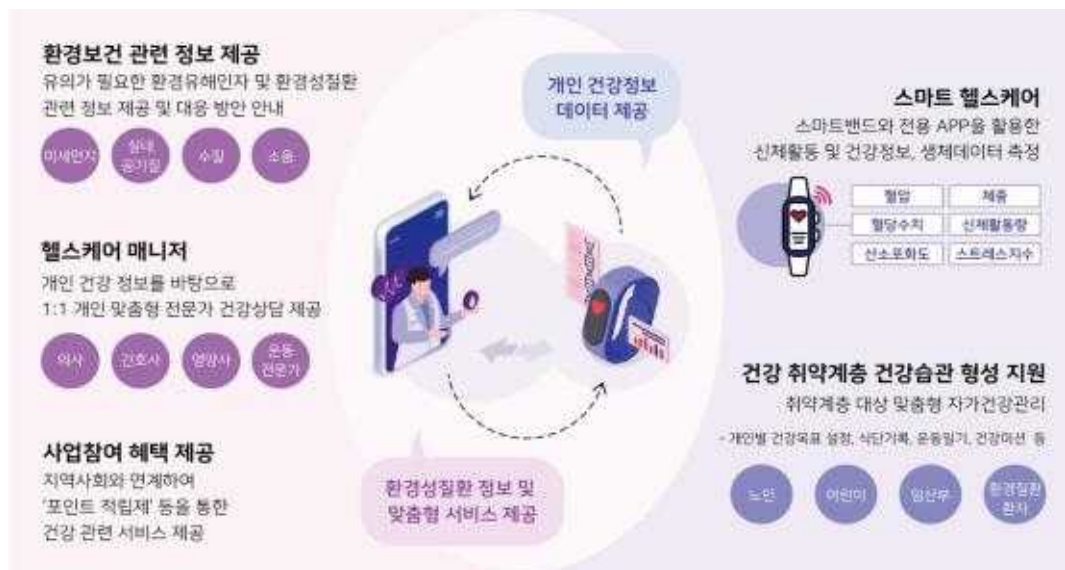 환경보건 관련 정보 제공
유의가 필요한 환경유해인자 및 환경성질환
관련 정보 제공 및 대응 방안 안내
미세먼지
실내
공기질
수질
소음
헬스케어 매니저
개인 건강 정보를 바탕으로
1:1 개인 맞춤형 전문가 건강상담 제공
의사
간호사
영양사
운동
전문가
사업참여 혜택 제공
지역사회와 연계하여
'포인트 적립제' 등을 통한
건강 관련 서비스 제공
개인 건강정보
데이터 제공
환경성질환 정보 및
맞춤형 서비스 제공
스마트 헬스케어
스마트밴드와 전용 APP을 활용한
신체활동 및 건강정보, 생체데이터 측정
혈압
체중
혈당수치
신체활동량
산소포화도
스트레스지수
건강 취약계층 건강습관 형성 지원
취약계층 대상 맞춤형 자가건강관리
- 개인별 건강목표 설정, 식단기록, 운동일기, 건강미션 등
노인
어린이
임산부
환경질환
환자